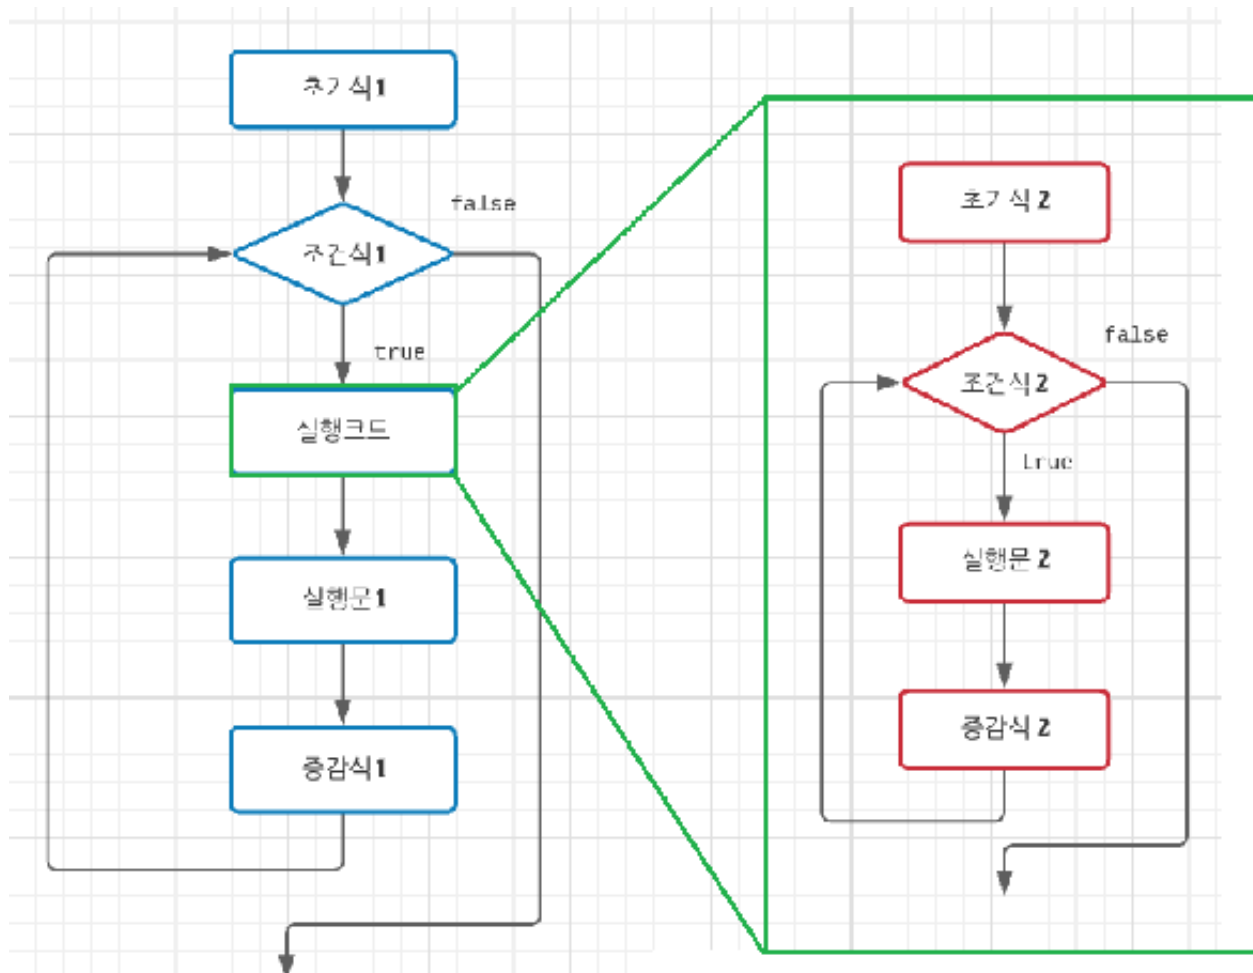 초기식 1
false
조건식 1
true
실행코드
실행문 1
증감식 1
초기식 2
false
조건식 2
true
실행문 2
증감식 2